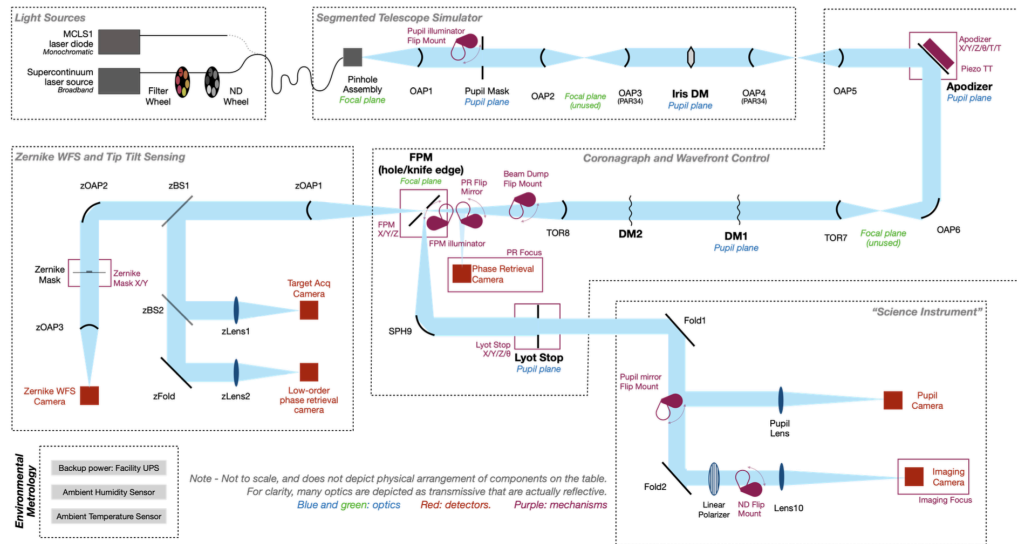 Light Sources
MCLS1
laser diode
Monochromatic
Supercontinuum
laser source
Broadband
Filter
Wheel
ND
Wheel
Segmented Telescope Simulator
Pupil illuminator
Flip Mount
Pinhole
Assembly
Focal plane
OAP1
Pupil Mask
Pupil plane
OAP2
Focal plane
(unused)
OAP3
(PAR34)
Iris DM
Pupil plane
OAP4
(PAR34)
OAP5
Apodizer
X/Y/Z/θ/T/T
Piezo TT
Apodizer
Pupil plane
Zernike WFS and Tip Tilt Sensing
zOAP2
zBS1
zOAP1
Zernike
Mask
Zernike
Mask X/Y
zOAP3
zBS2
Target Acq
Camera
zLens1
Zernike WFS
Camera
zFold
zLens2
Low-order
phase retrieval
camera
Coronagraph and Wavefront Control
FPM
(hole/knife edge)
Focal plane
PR Flip
Mirror
Beam Dump
Flip Mount
FPM
X/Y/Z
FPM illuminator
TOR8
DM2
DM1
Pupil plane
TOR7
Focal plane
(unused)
OAP6
PR Focus
Phase Retrieval
Camera
SPH9
Lyot Stop
X/Y/Z/θ
Lyot Stop
Pupil plane
Fold1
“Science Instrument”
Pupil mirror
Flip Mount
Pupil
Lens
Pupil
Camera
Fold2
Linear
Polarizer
ND Flip
Mount
Lens10
Imaging
Camera
Imaging Focus
Environmental
Metrology
Backup power: Facility UPS
Ambient Humidity Sensor
Ambient Temperature Sensor
Note - Not to scale, and does not depict physical arrangement of components on the table.
For clarity, many optics are depicted as transmissive that are actually reflective.
Blue and green: optics Red: detectors. Purple: mechanisms